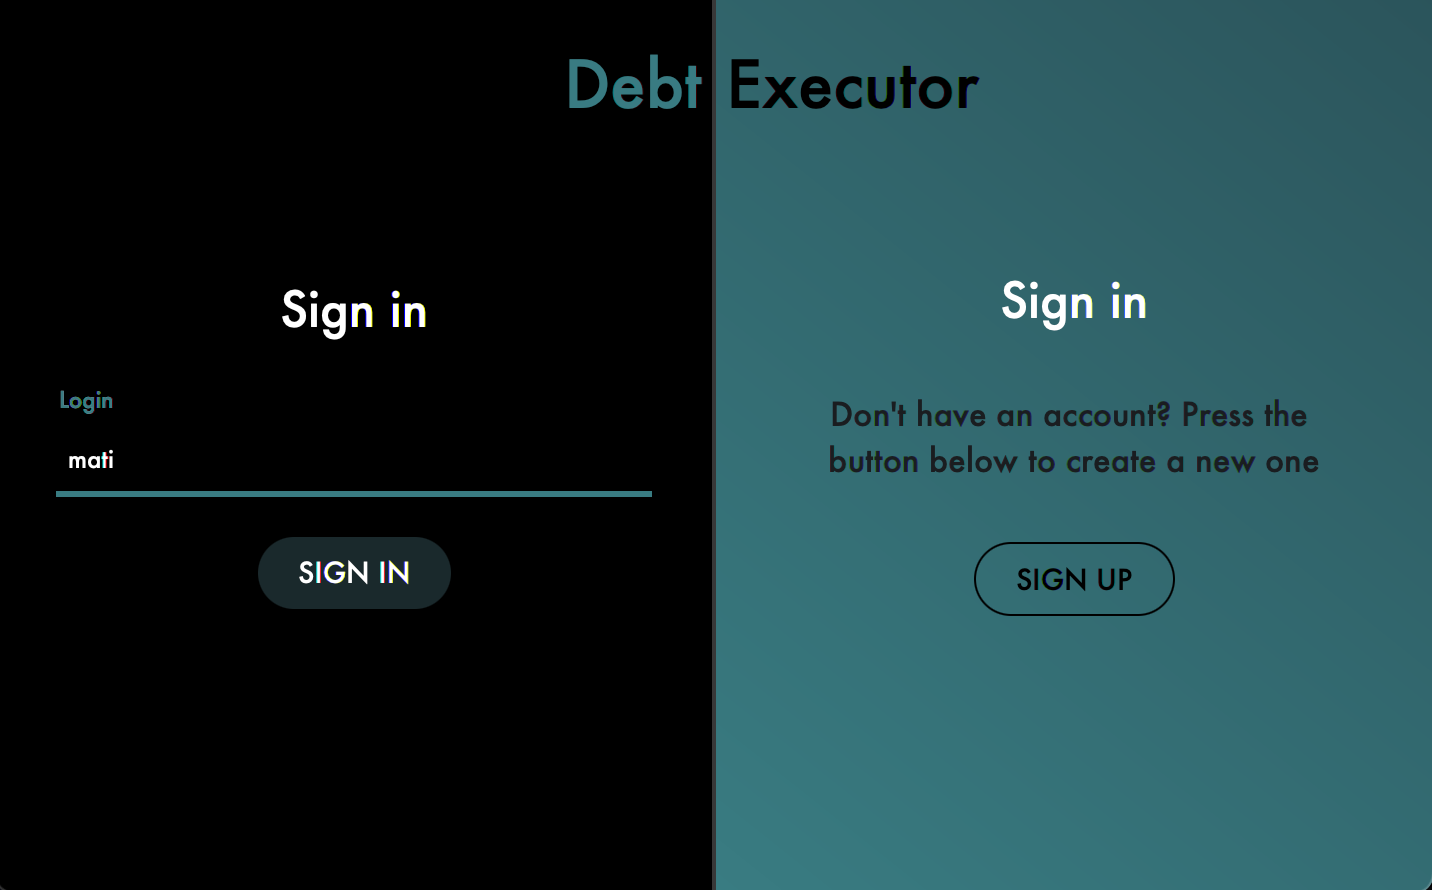 Debt Executor
Sign in
Login
mati
SIGN IN
Sign in
Don't have an account? Press the
button below to create a new one
SIGN UP